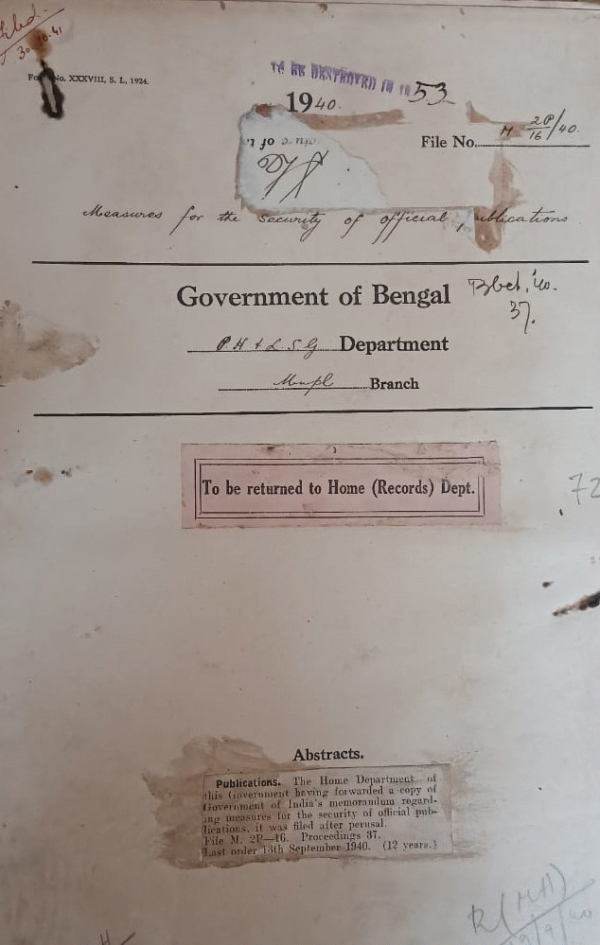 30.10.41
No. XXXVIII, S. L., 1924.
TO BE DESTROYED IN 19 53
1940.
File No. M 2P/16/40.
Measures for the security of official publications
Government of Bengal
Department
Branch
37.
P.H & L.S.G
To be returned to Home (Records) Dept.
72
Abstracts.
Publications. The Home Department of
this Government having forwarded a copy of
Government of India's memorandum regard-
ing measures for the security of official pub-
lications, it was filed after perusal.
File M. 2P—16. Proceedings 37.
Last order 13th September 1940. (12 years.)